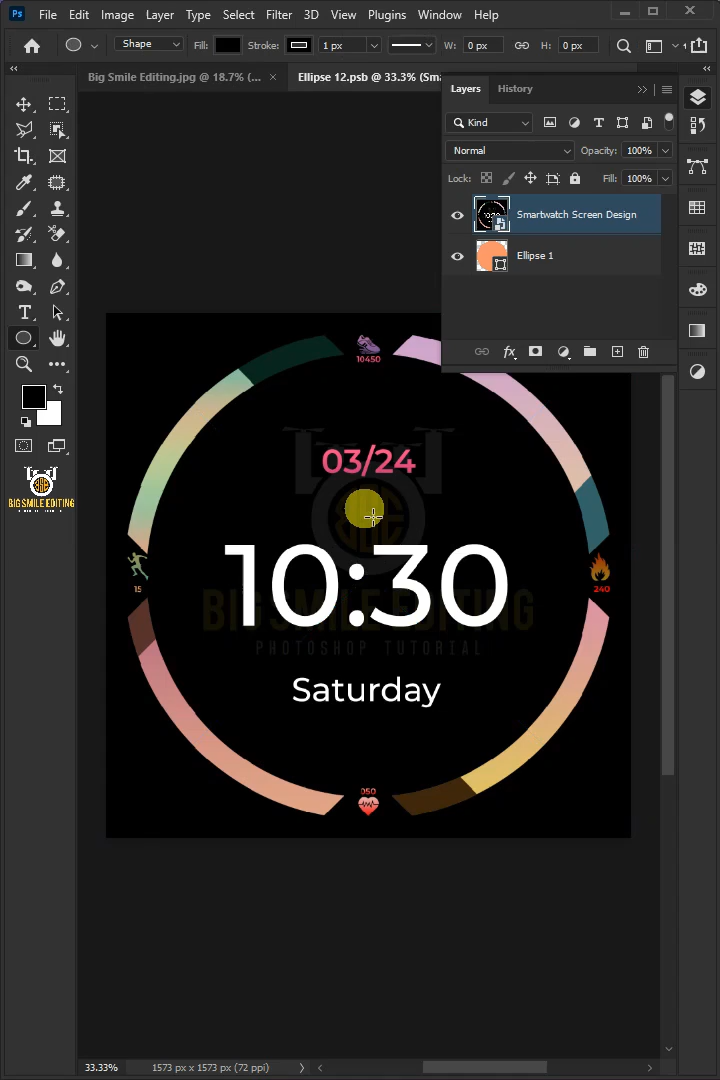 Ps File Edit Image Layer Type Select Filter 3D View Plugins Window Help
Shape Fill: Stroke: 1 px W: 0 px H: 0 px
Big Smile Editing.jpg @ 18.7% (... × Ellipse 12.psb @ 33.3% (Sma
Layers History
Kind
Normal Opacity: 100%
Lock: Fill: 100%
Smartwatch Screen Design
Ellipse 1
fx
10450
03/24
10:30
15
240
BIG SMILE EDITING
BIG SMILE EDITING
PHOTOSHOP TUTORIAL
Saturday
050
33.33% 1573 px x 1573 px (72 ppi)